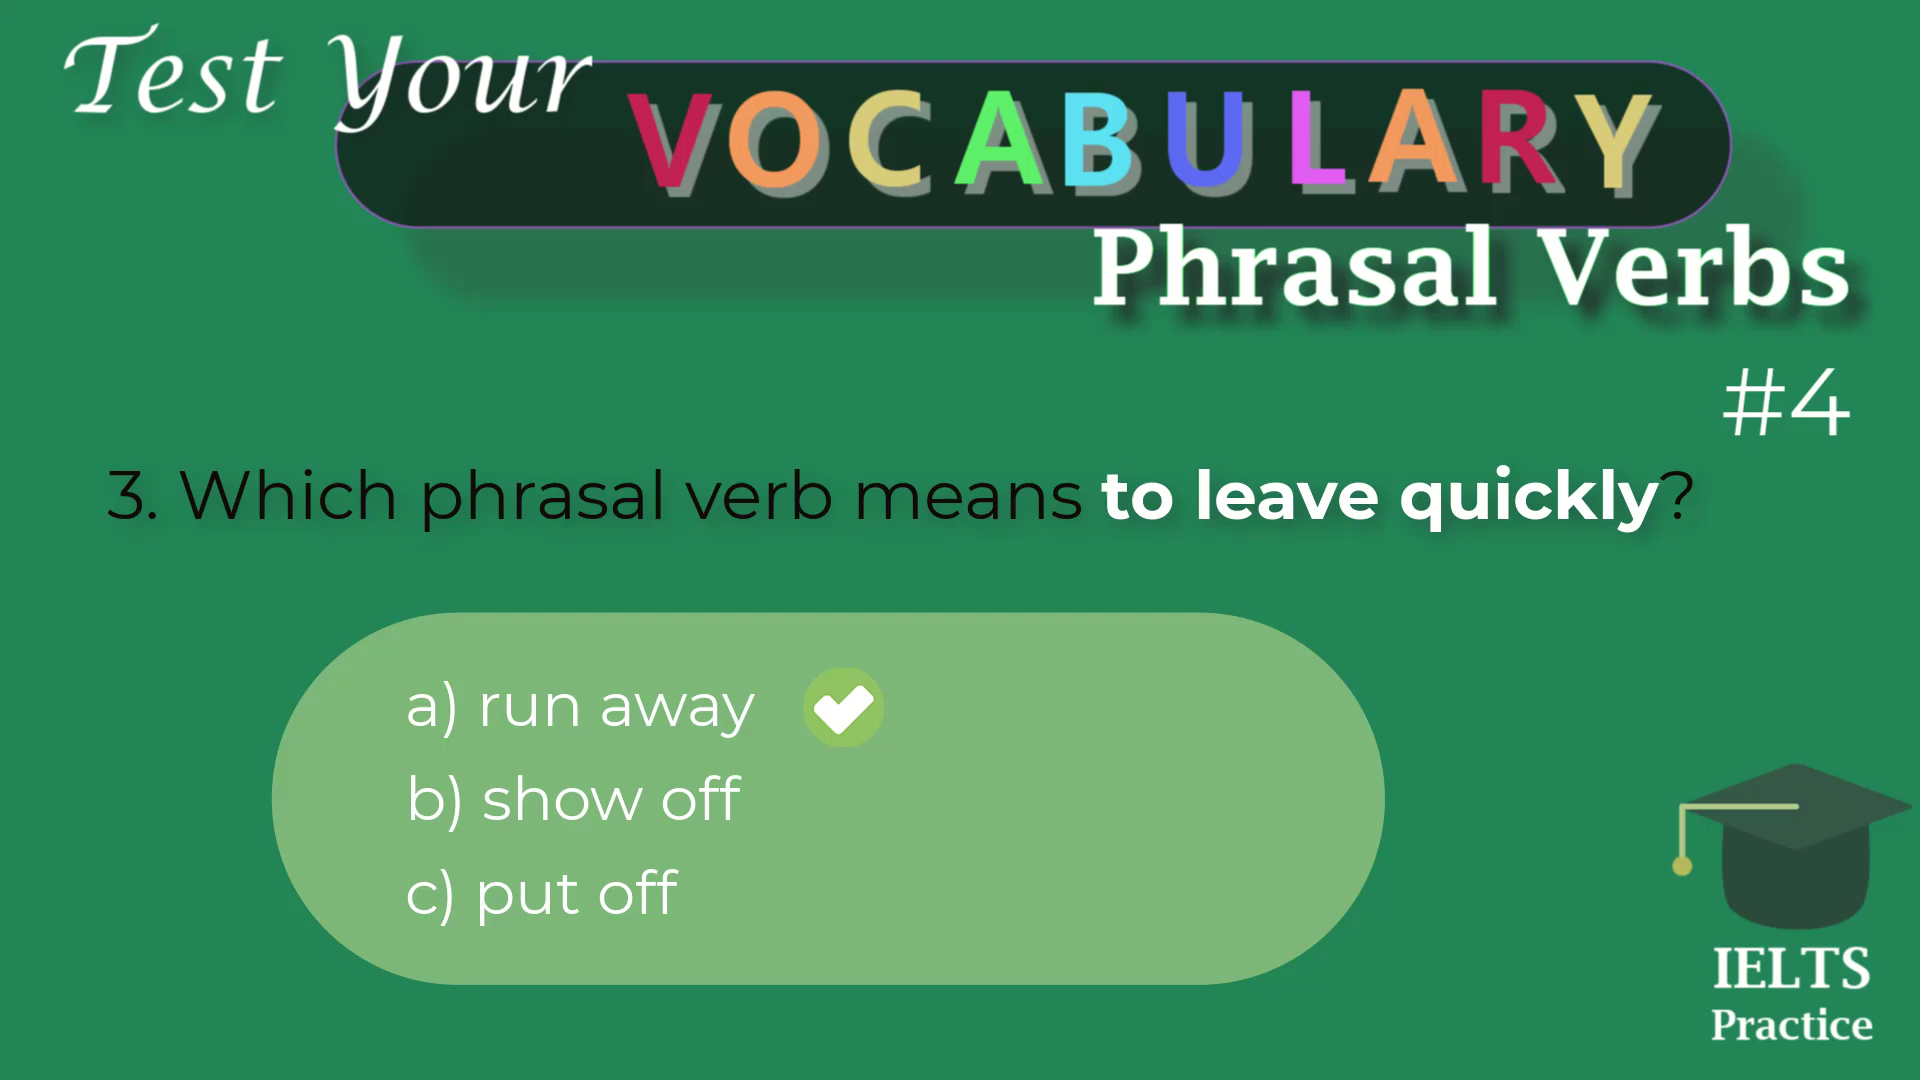 Test Your
VOCABULARY
Phrasal Verbs
#4
3. Which phrasal verb means to leave quickly?
a) run away
b) show off
c) put off
IELTS
Practice